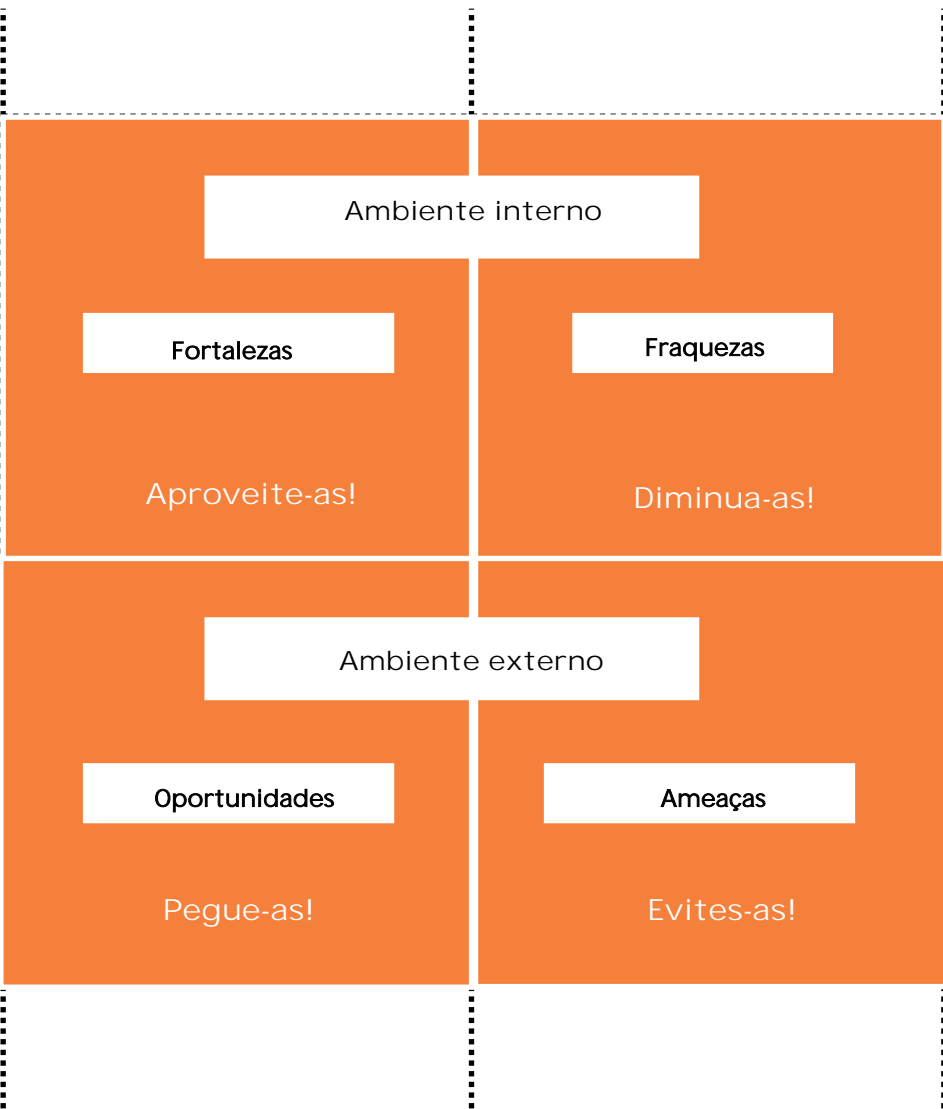 Ambiente interno
Fortalezas
Fraquezas
Aproveite-as!
Diminua-as!
Ambiente externo
Oportunidades
Ameaças
Pegue-as!
Evites-as!